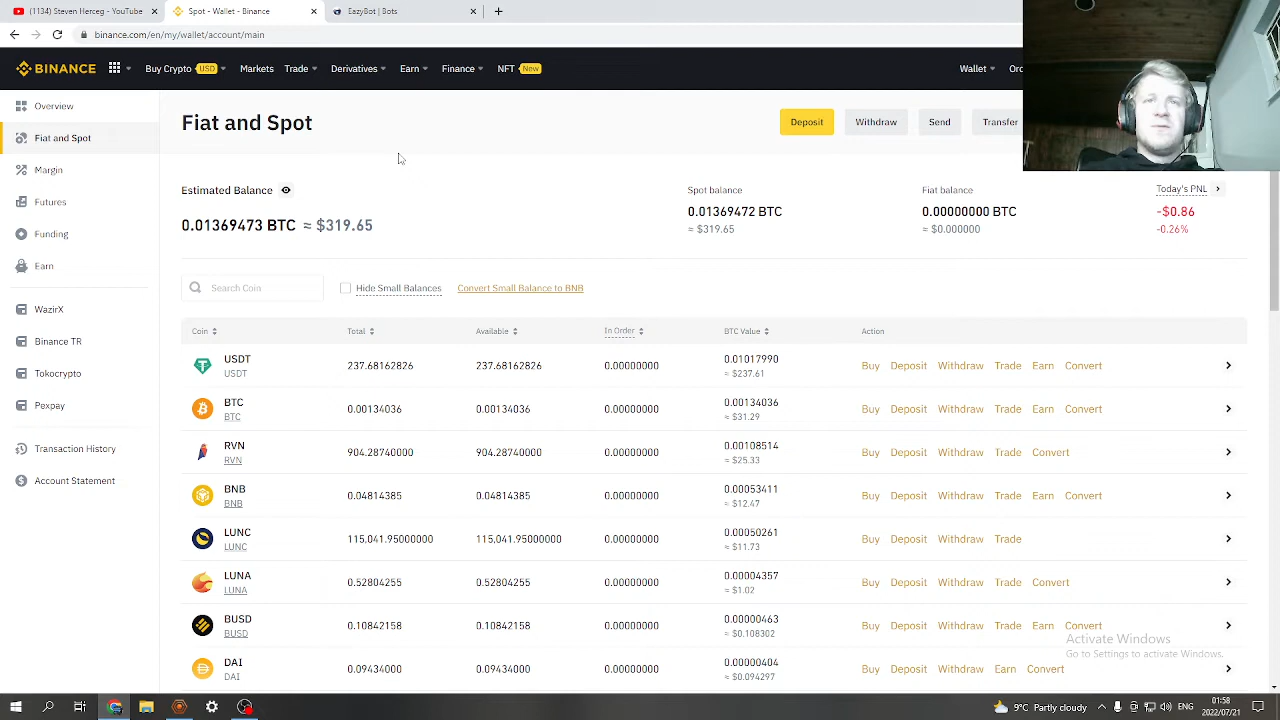 (1134) Steven Herceg - YouTube
Spot - Wallet - Binance
EazyBot | Bots
binance.com/en/my/wallet/account/main
BINANCE
Buy Crypto USD
Markets
Trade
Derivatives
Earn
Finance
NFT New
Wallet
Orc
Overview
Fiat and Spot
Margin
Futures
Funding
Earn
WazirX
Binance TR
Tokocrypto
Pexpay
Transaction History
Account Statement
Fiat and Spot
Deposit
Withdraw
Send
Transfer
Estimated Balance
0.01369473 BTC ≈ $319.65
Spot balance
0.01369472 BTC
≈ $319.65
Fiat balance
0.00000000 BTC
≈ $0.000000
Today's PNL
-$0.86
-0.26%
Search Coin
Hide Small Balances
Convert Small Balance to BNB
Coin Total Available In Order BTC Value Action
USDT 237.68162826 237.68162826 0.00000000 0.01017990 Buy Deposit Withdraw Trade Earn Convert
USDT ≈ $237.61
BTC 0.00134036 0.00134036 0.00000000 0.00134036 Buy Deposit Withdraw Trade Earn Convert
BTC ≈ $31.29
RVN 904.28740000 904.28740000 0.00000000 0.00108514 Buy Deposit Withdraw Trade Convert
RVN ≈ $25.33
BNB 0.04814385 0.04814385 0.00000000 0.00053411 Buy Deposit Withdraw Trade Earn Convert
BNB ≈ $12.47
LUNC 115,041.95000000 115,041.95000000 0.00000000 0.00050261 Buy Deposit Withdraw Trade
LUNC ≈ $11.73
LUNA 0.52804255 0.52804255 0.00000000 0.00004357 Buy Deposit Withdraw Trade Convert
LUNA ≈ $1.02
BUSD 0.10842158 0.10842158 0.00000000 0.00000463 Buy Deposit Withdraw Trade Earn Convert
BUSD ≈ $0.108302
DAI 0.09434000 0.09434000 0.00000000 0.00000404 Buy Deposit Withdraw Earn Convert
DAI ≈ $0.094297
Activate Windows
Go to Settings to activate Windows.
9°C Partly cloudy
01:58
2022/07/21